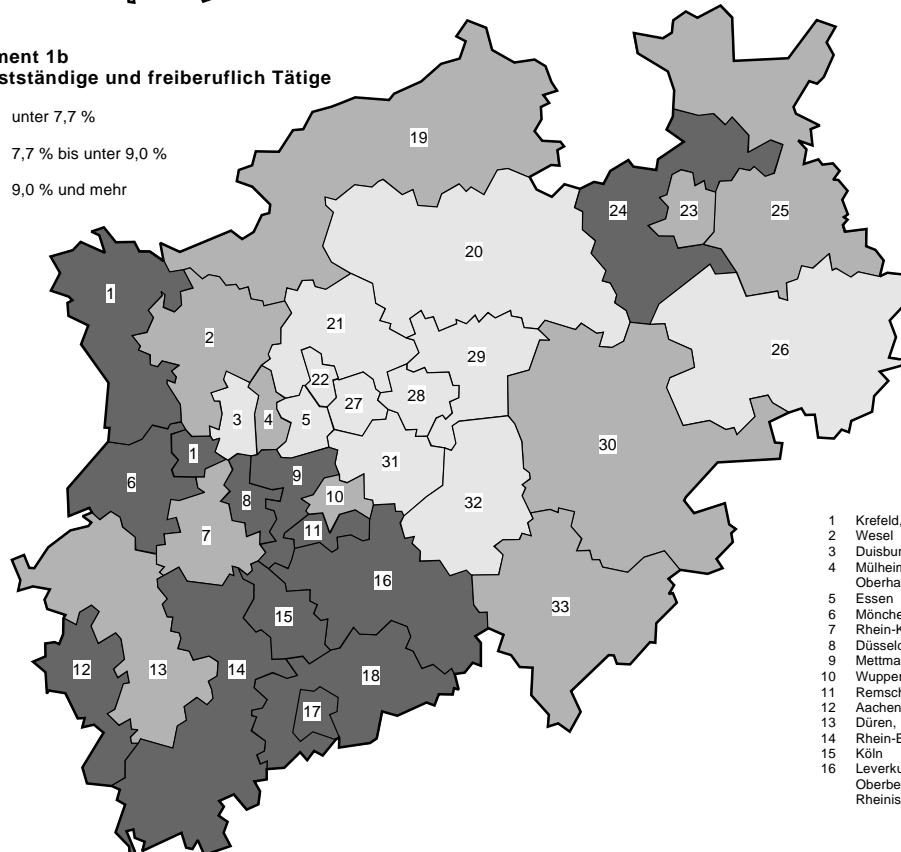 ment 1b
stständige und freiberuflich Tätige
unter 7,7 %
7,7 % bis unter 9,0 %
9,0 % und mehr
19
24
23
25
20
1
21
2
29
26
22
27
28
3
4
5
30
1
31
9
6
10
8
32
11
7
16
33
15
12
13
14
18
17
1 Krefeld,
2 Wesel
3 Duisbur
4 Mülheim
Oberha
5 Essen
6 Mönche
7 Rhein-K
8 Düsseld
9 Mettma
10 Wupper
11 Remsch
12 Aachen
13 Düren,
14 Rhein-E
15 Köln
16 Leverku
Oberbe
Rheinis